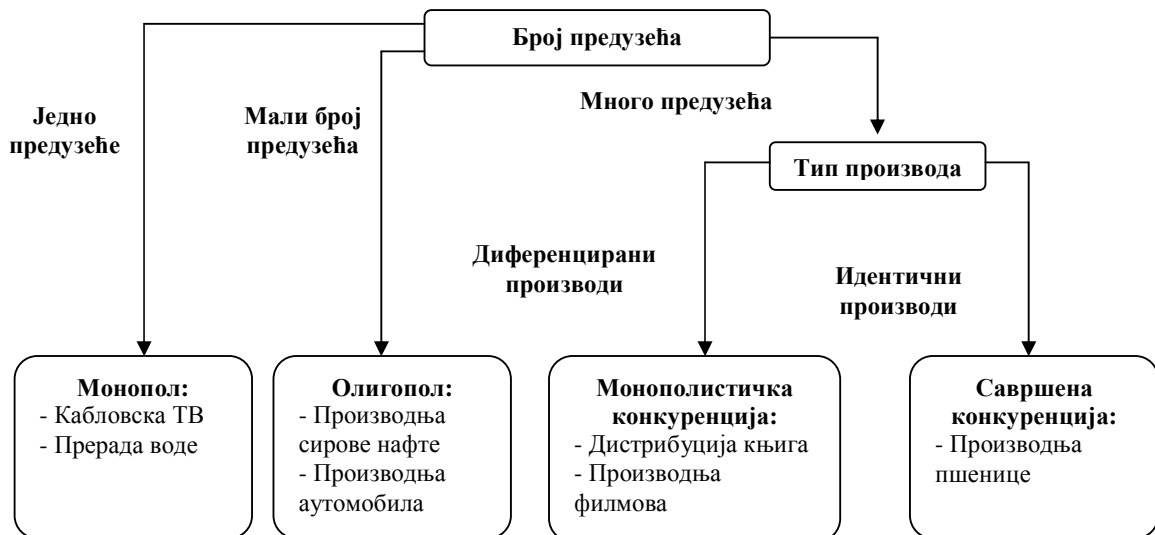 Број предузећа
Једно
предузеће
Мали број
предузећа
Много предузећа
Тип производа
Диференцирани
производи
Идентични
производи
Монопол:
- Кабловска ТВ
- Прерада воде
Олигопол:
- Производња
сирове нафте
- Производња
аутомобила
Монополистичка
конкуренција:
- Дистрибуција књига
- Производња
филмова
Савршена
конкуренција:
- Производња
пшенице